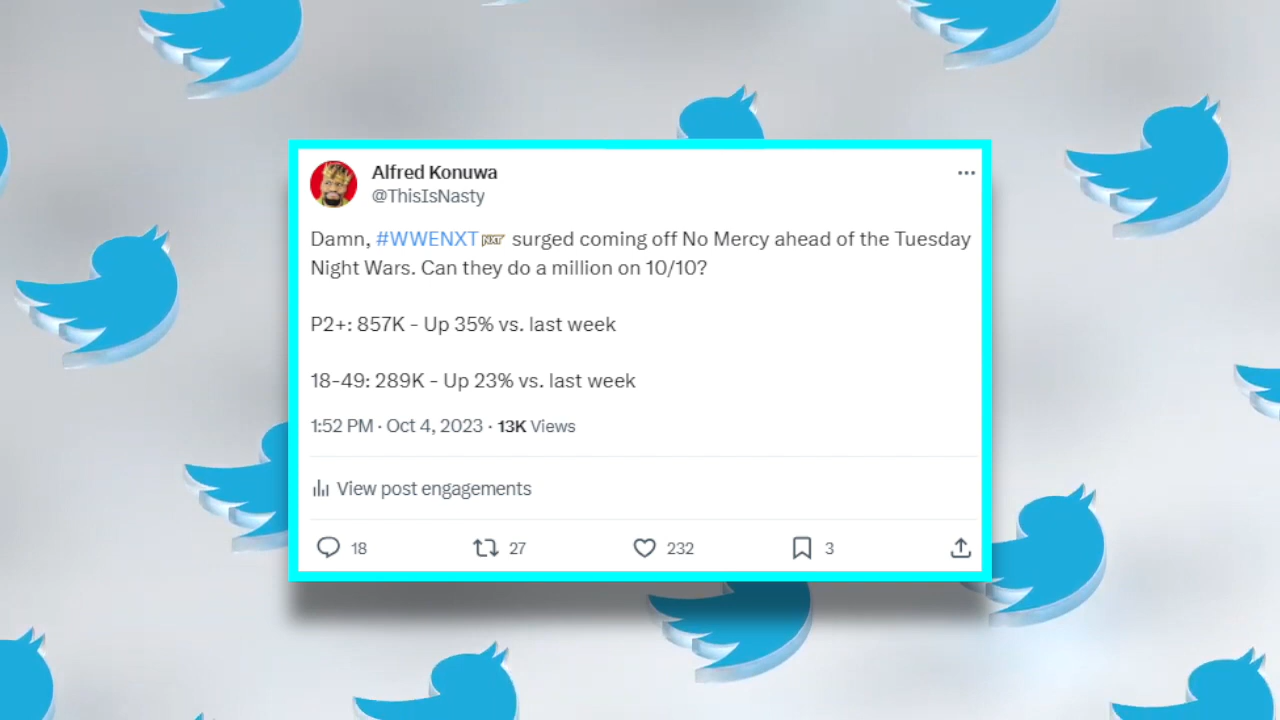 Alfred Konuwa
@ThisIsNasty
Damn, #WWENXT NXT surged coming off No Mercy ahead of the Tuesday
Night Wars. Can they do a million on 10/10?
P2+: 857K - Up 35% vs. last week
18-49: 289K - Up 23% vs. last week
1:52 PM · Oct 4, 2023 · 13K Views
View post engagements
18 27 232 3